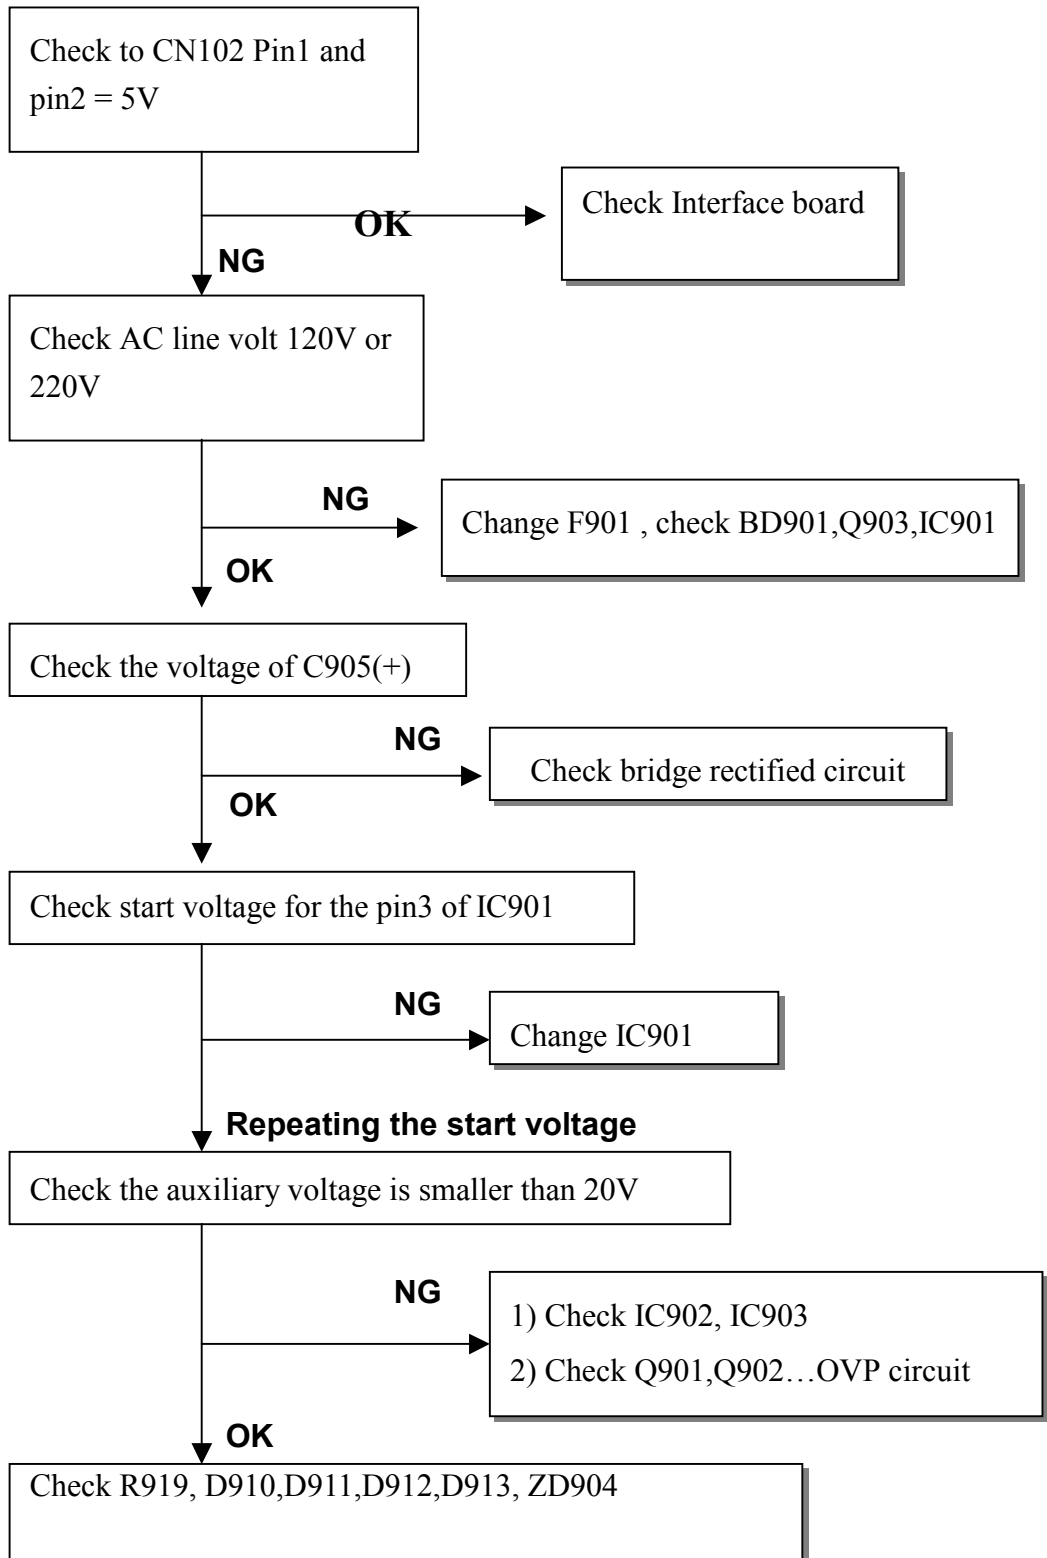 Check to CN102 Pin1 and
pin2 = 5V
OK
Check Interface board
NG
Check AC line volt 120V or
220V
NG
Change F901 , check BD901,Q903,IC901
OK
Check the voltage of C905(+)
NG
Check bridge rectified circuit
OK
Check start voltage for the pin3 of IC901
NG
Change IC901
Repeating the start voltage
Check the auxiliary voltage is smaller than 20V
NG
1) Check IC902, IC903
2) Check Q901,Q902…OVP circuit
OK
Check R919, D910,D911,D912,D913, ZD904